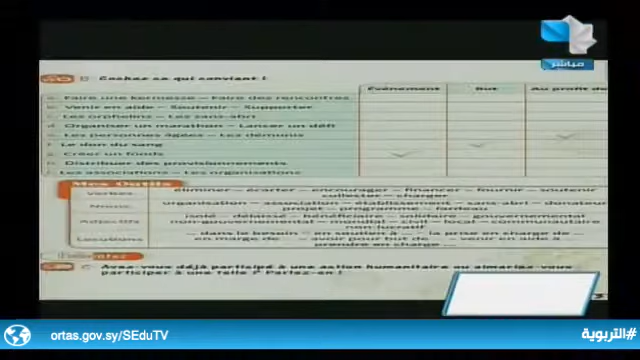 مباشر
D Cochez ce qui convient !
Événement But Au profit de
a. Faire une kermesse – Faire des rencontres
b. Venir en aide – Soutenir – Supporter
c. Les orphelins – Les sans-abri
d. Organiser un marathon – Lancer un défi
e. Les personnes âgées – Les démunis
f. Le don du sang
g. Créer un fonds
h. Distribuer des provisionnements
i. Les associations – Les organisations
Mes Outils
Verbes éliminer – écarter – encourager – financer – fournir – soutenir
collecter – charger
Noms organisation – association – établissement – sans-abri – donateur
projet – programme – fardeau
Adjectifs isolé – délaissé – bénéficiaire – solidaire – gouvernemental
non-gouvernemental – mondial – civil – local – communautaire
non lucratif
Locutions dans le besoin – en soutien à ... – la prise en charge de ...
en marge de ... – avoir pour but de ... – venir en aide à ...
prendre en charge ...
C Avez-vous déjà participé à une action humanitaire ou aimeriez-vous
participer à une telle ? Parlez-en !
ortas.gov.sy/SEduTV
#التربوية